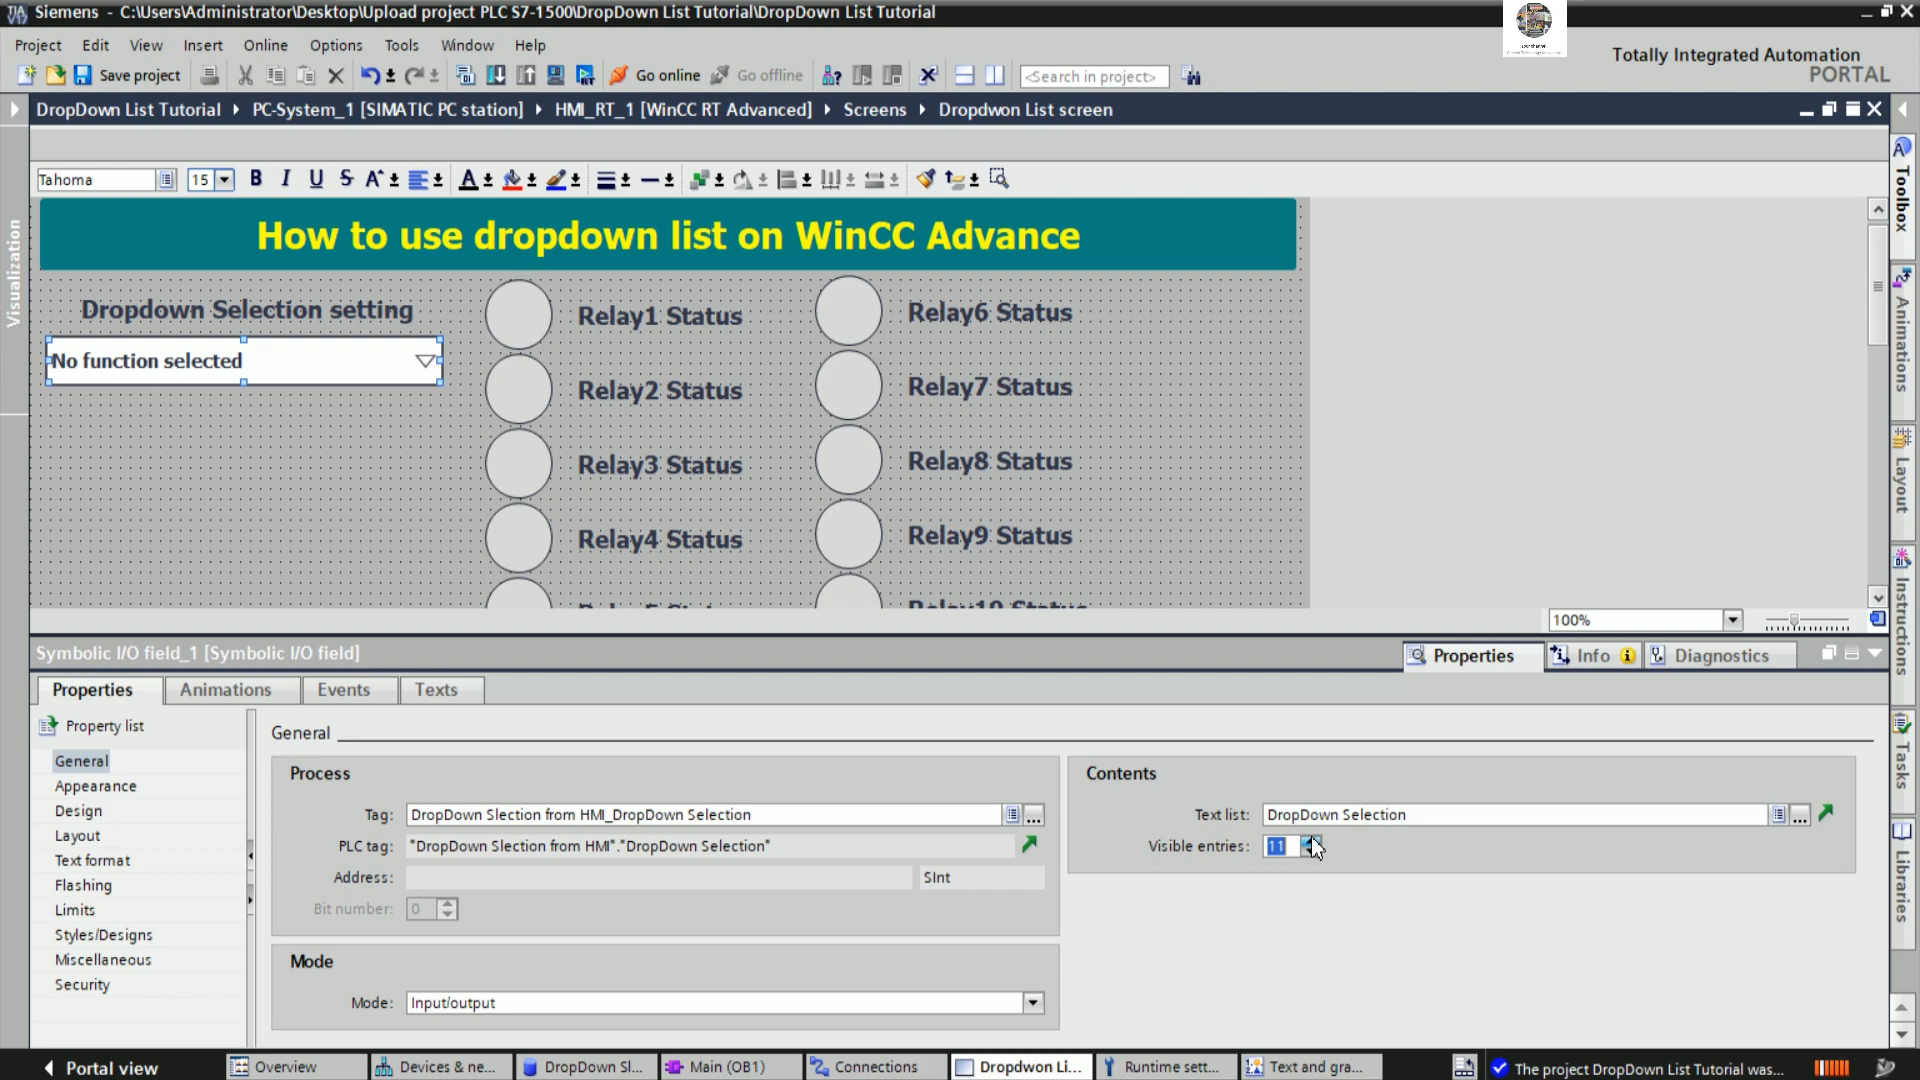 Siemens - C:\Users\Administrator\Desktop\Upload project PLC S7-1500\DropDown List Tutorial\DropDown List Tutorial
Project Edit View Insert Online Options Tools Window Help
Totally Integrated Automation
PORTAL
Save project Go online Go offline <Search in project>
DropDown List Tutorial PC-System_1 [SIMATIC PC station] HMI_RT_1 [WinCC RT Advanced] Screens Dropdwon List screen
Tahoma 15 B I U S A A
How to use dropdown list on WinCC Advance
Dropdown Selection setting
No function selected
Relay1 Status
Relay6 Status
Relay2 Status
Relay7 Status
Relay3 Status
Relay8 Status
Relay4 Status
Relay9 Status
Relay10 Status
100%
Visualization
Toolbox
Animations
Layout
Instructions
Tasks
Libraries
Symbolic I/O field_1 [Symbolic I/O field]
Properties Info Diagnostics
Properties Animations Events Texts
Property list
General
Appearance
Design
Layout
Text format
Flashing
Limits
Styles/Designs
Miscellaneous
Security
General
Process
Tag: DropDown Slection from HMI_DropDown Selection
PLC tag: "DropDown Slection from HMI"."DropDown Selection"
Address: SInt
Bit number: 0
Mode
Mode: Input/output
Contents
Text list: DropDown Selection
Visible entries: 11
Portal view Overview Devices & ne... DropDown Sl... Main (OB1) Connections Dropdwon Li... Runtime sett... Text and gra... The project DropDown List Tutorial was...